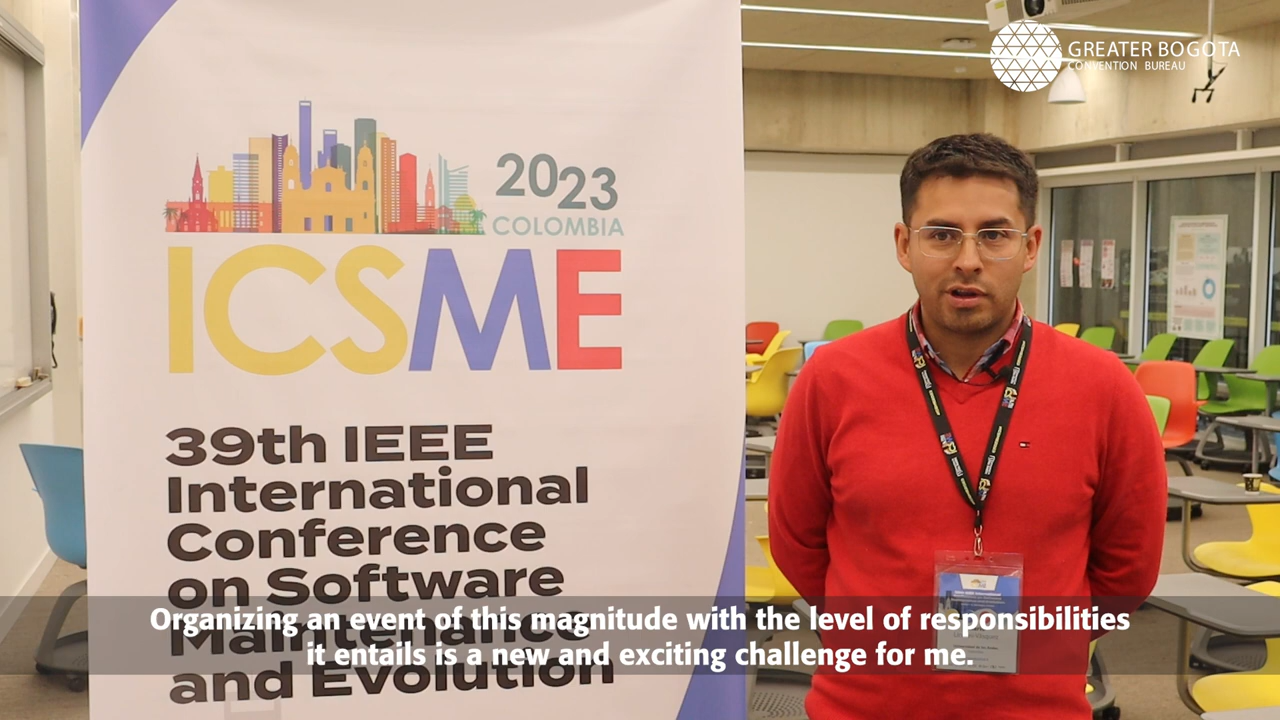 GREATER BOGOTA
CONVENTION BUREAU
2023
COLOMBIA
ICSME
39th IEEE
International
Conference
on Software
Maintenance
and Evolution
Organizing an event of this magnitude with the level of responsibilities
it entails is a new and exciting challenge for me.